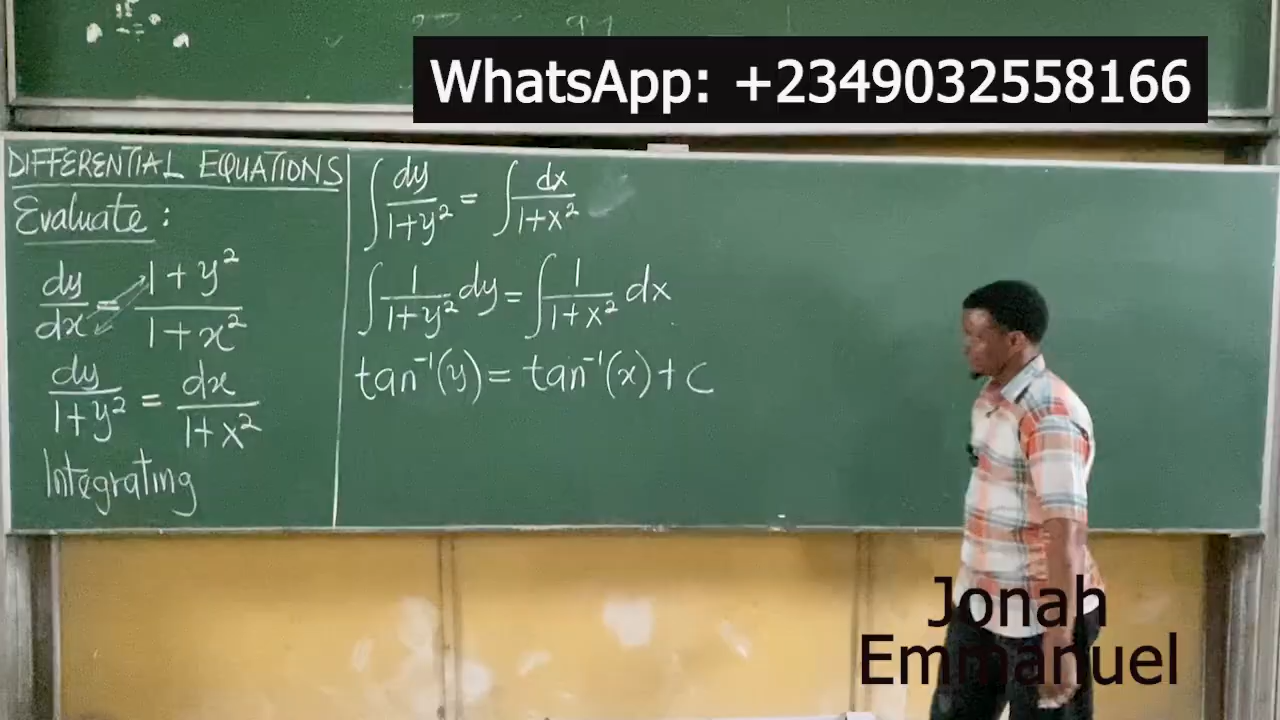 WhatsApp: +2349032558166
DIFFERENTIAL EQUATIONS
Evaluate:
dy/dx = 1+y²/1+x²
dy/1+y² = dx/1+x²
Integrating
∫ dy/1+y² = ∫ dx/1+x²
∫ 1/1+y² dy = ∫ 1/1+x² dx
tan⁻¹(y) = tan⁻¹(x) + C
Jonah
Emmanuel